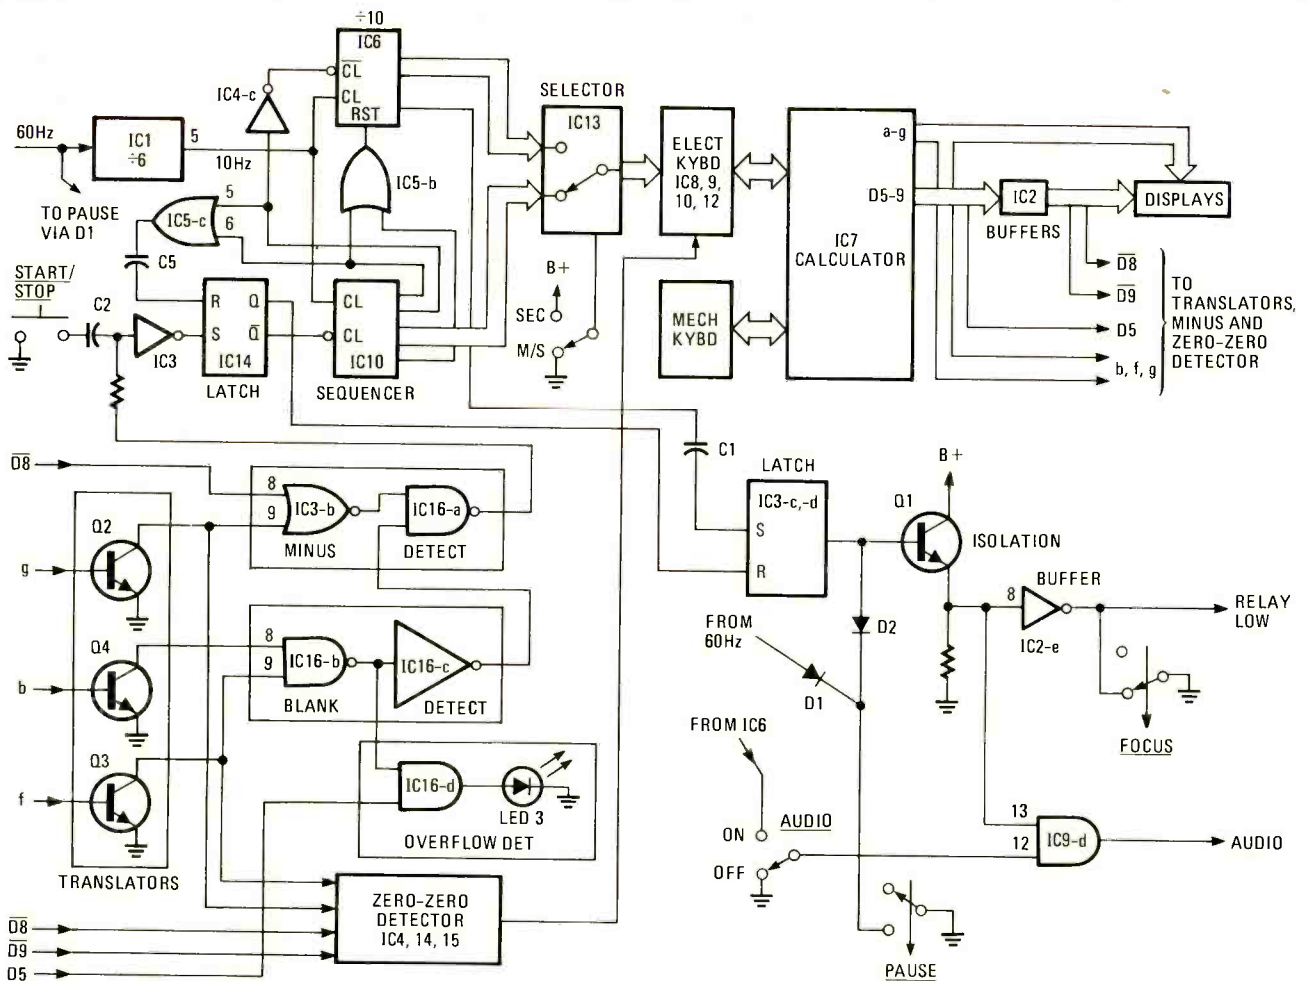 ÷10
IC6
CL
CL
RST
IC4-c
60Hz
IC1
÷6
5
10Hz
TO PAUSE
VIA D1
IC5-b
5
6
IC5-c
C5
START/
STOP
C2
IC3
R
Q
S
Q
IC14
LATCH
CL
CL
IC10
SEQUENCER
SELECTOR
IC13
B+
SEC
M/S
ELECT
KYBD
IC8, 9,
10, 12
MECH
KYBD
a-g
D5-9
IC7
CALCULATOR
IC2
BUFFERS
DISPLAYS
D8
D9
D5
b, f, g
TO
TRANSLATORS,
MINUS AND
ZERO-ZERO
DETECTOR
D8
8
9
IC3-b
MINUS
IC16-a
DETECT
Q2
g
Q4
b
Q3
f
TRANSLATORS
8
9
IC16-b
BLANK
IC16-c
DETECT
IC16-d
LED 3
OVERFLOW DET
ZERO-ZERO
DETECTOR
IC4, 14, 15
D8
D9
D5
C1
LATCH
IC3-c,-d
S
R
B+
Q1
ISOLATION
BUFFER
8
IC2-e
RELAY
LOW
FROM
60Hz
D1
D2
FOCUS
FROM IC6
ON
AUDIO
OFF
13
12
IC9-d
AUDIO
PAUSE